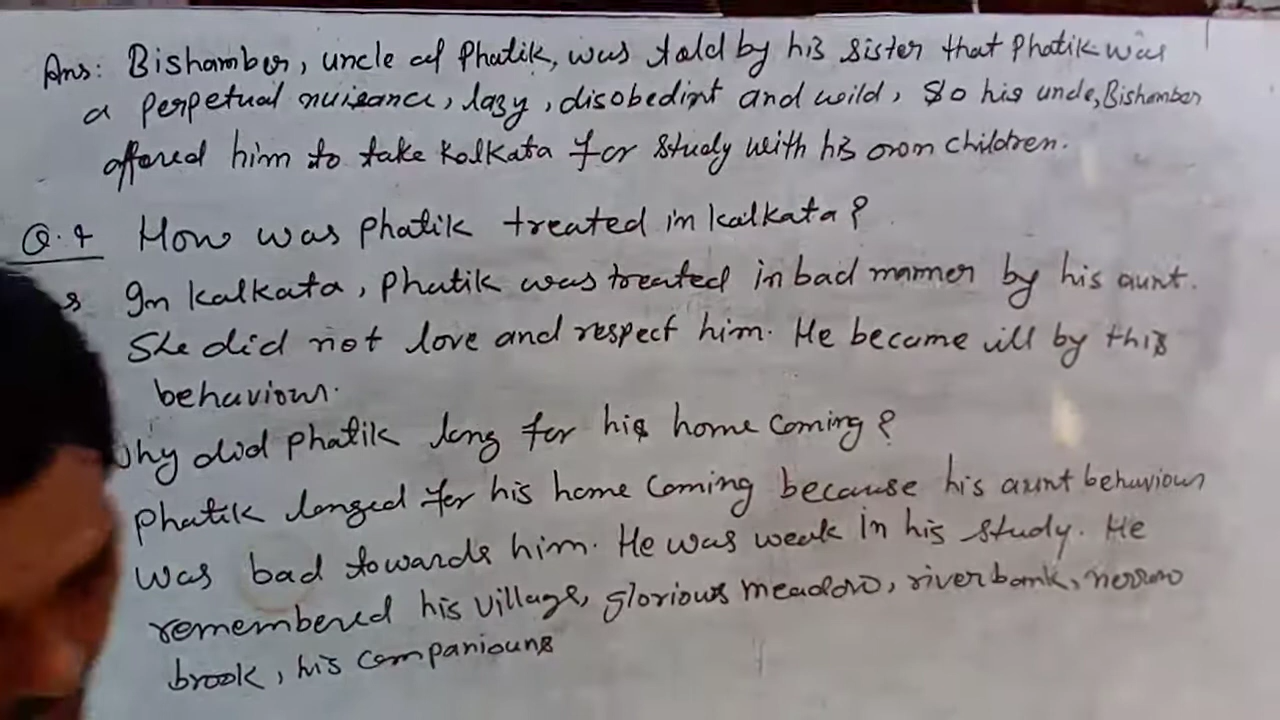 Ans: Bishamber, uncle of Phatik, was told by his sister that Phatik was
a perpetual nuisance, lazy, disobedint and wild, So his uncle, Bishamber
offered him to take Kolkata for study with his own children.
Q.4 How was phatik treated in kalkata?
s In kalkata, phatik was treated in bad manner by his aunt.
She did not love and respect him. He became ill by this
behaviour.
Why did phatik long for his home coming?
phatik longed for his home coming because his aunt behaviour
was bad towards him. He was weak in his study. He
remembered his village, glorious meadow, river bank, nerrow
brook, his companiouns